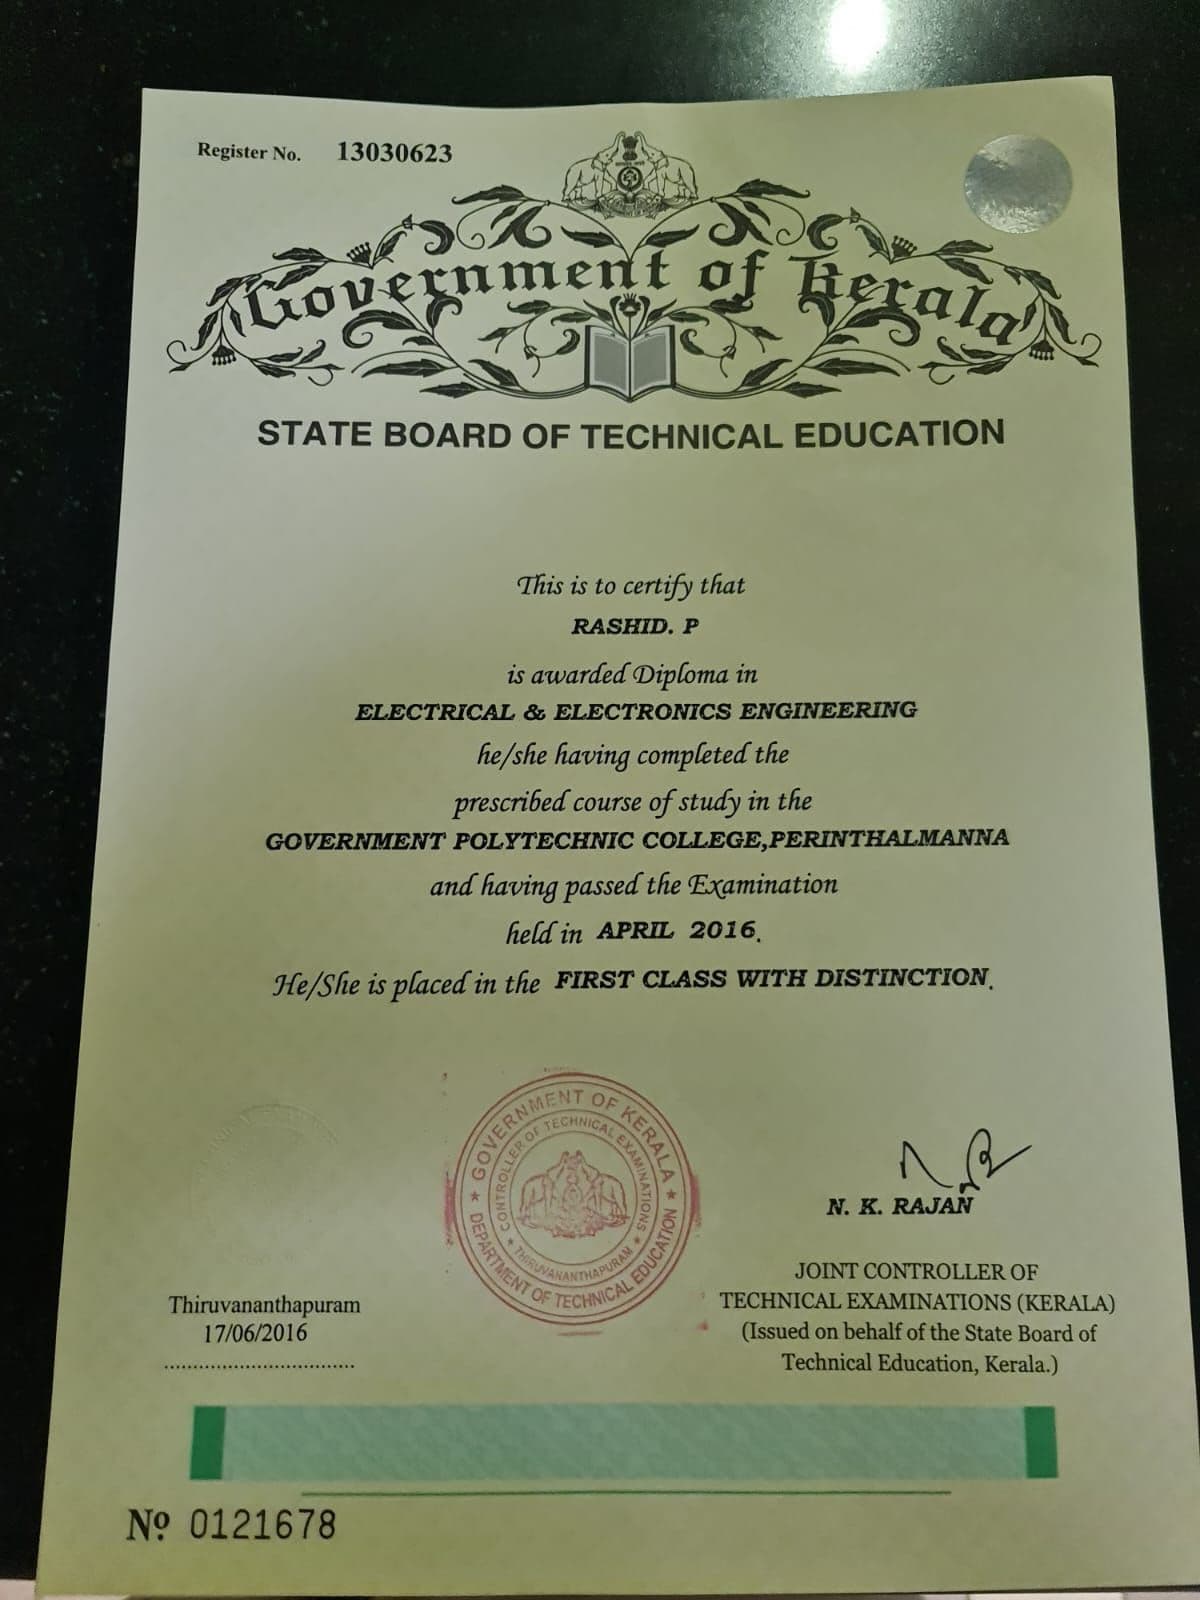 Register No. 13030623
Government of Kerala
STATE BOARD OF TECHNICAL EDUCATION
This is to certify that
RASHID. P
is awarded Diploma in
ELECTRICAL & ELECTRONICS ENGINEERING
he/she having completed the
prescribed course of study in the
GOVERNMENT POLYTECHNIC COLLEGE,PERINTHALMANNA
and having passed the Examination
held in APRIL 2016.
He/She is placed in the FIRST CLASS WITH DISTINCTION.
GOVERNMENT OF KERALA
CONTROLLER OF TECHNICAL EXAMINATIONS
THIRUVANANTHAPURAM
DEPARTMENT OF TECHNICAL EDUCATION
N. K. RAJAN
JOINT CONTROLLER OF
TECHNICAL EXAMINATIONS (KERALA)
(Issued on behalf of the State Board of
Technical Education, Kerala.)
Thiruvananthapuram
17/06/2016
Nº 0121678